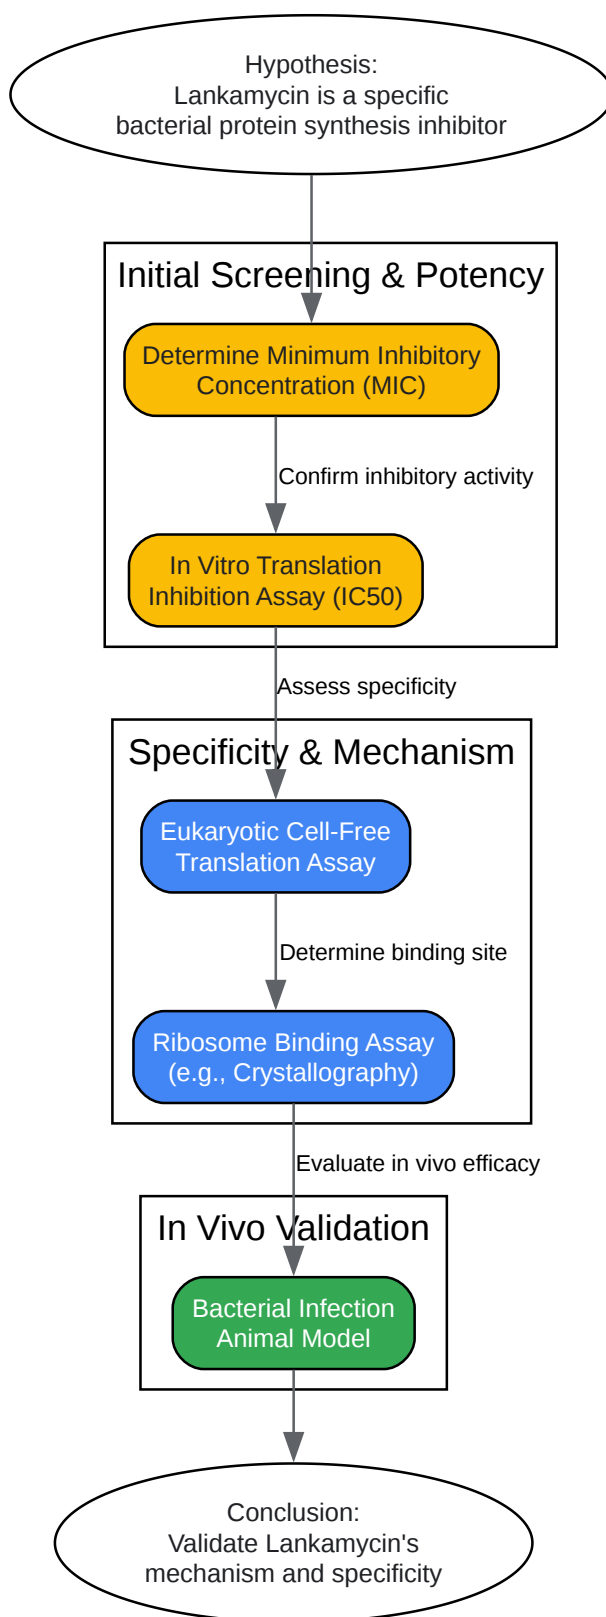 Hypothesis:
Lankamycin is a specific
bacterial protein synthesis inhibitor
Initial Screening & Potency
Determine Minimum Inhibitory
Concentration (MIC)
Confirm inhibitory activity
In Vitro Translation
Inhibition Assay (IC50)
Assess specificity
Specificity & Mechanism
Eukaryotic Cell-Free
Translation Assay
Determine binding site
Ribosome Binding Assay
(e.g., Crystallography)
Evaluate in vivo efficacy
In Vivo Validation
Bacterial Infection
Animal Model
Conclusion:
Validate Lankamycin's
mechanism and specificity